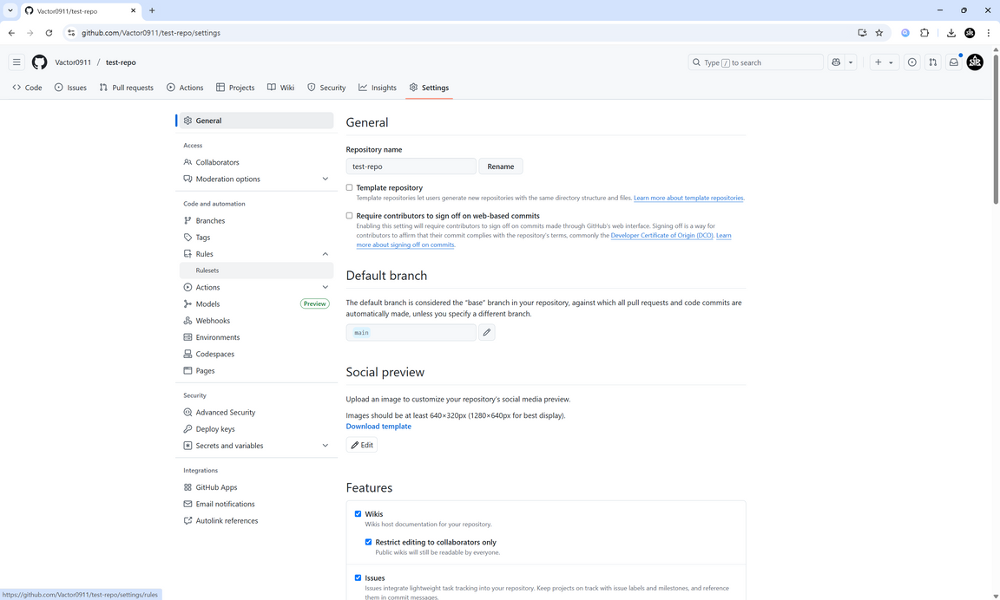 Vactor0911/test-repo
github.com/Vactor0911/test-repo/settings
Vactor0911 / test-repo
Type / to search
Code
Issues
Pull requests
Actions
Projects
Wiki
Security
Insights
Settings
General
Access
Collaborators
Moderation options
Code and automation
Branches
Tags
Rules
Rulesets
Actions
Models Preview
Webhooks
Environments
Codespaces
Pages
Security
Advanced Security
Deploy keys
Secrets and variables
Integrations
GitHub Apps
Email notifications
Autolink references
General
Repository name
test-repo Rename
Template repository
Template repositories let users generate new repositories with the same directory structure and files. Learn more about template repositories.
Require contributors to sign off on web-based commits
Enabling this setting will require contributors to sign off on commits made through GitHub's web interface. Signing off is a way for
contributors to affirm that their commit complies with the repository's terms, commonly the Developer Certificate of Origin (DCO). Learn
more about signing off on commits.
Default branch
The default branch is considered the "base" branch in your repository, against which all pull requests and code commits are
automatically made, unless you specify a different branch.
main
Social preview
Upload an image to customize your repository's social media preview.
Images should be at least 640×320px (1280×640px for best display).
Download template
Edit
Features
Wikis
Wikis host documentation for your repository.
Restrict editing to collaborators only
Public wikis will still be readable by everyone.
Issues
Issues integrate lightweight task tracking into your repository. Keep projects on track with issue labels and milestones, and reference
them in commit messages.
https://github.com/Vactor0911/test-repo/settings/rules